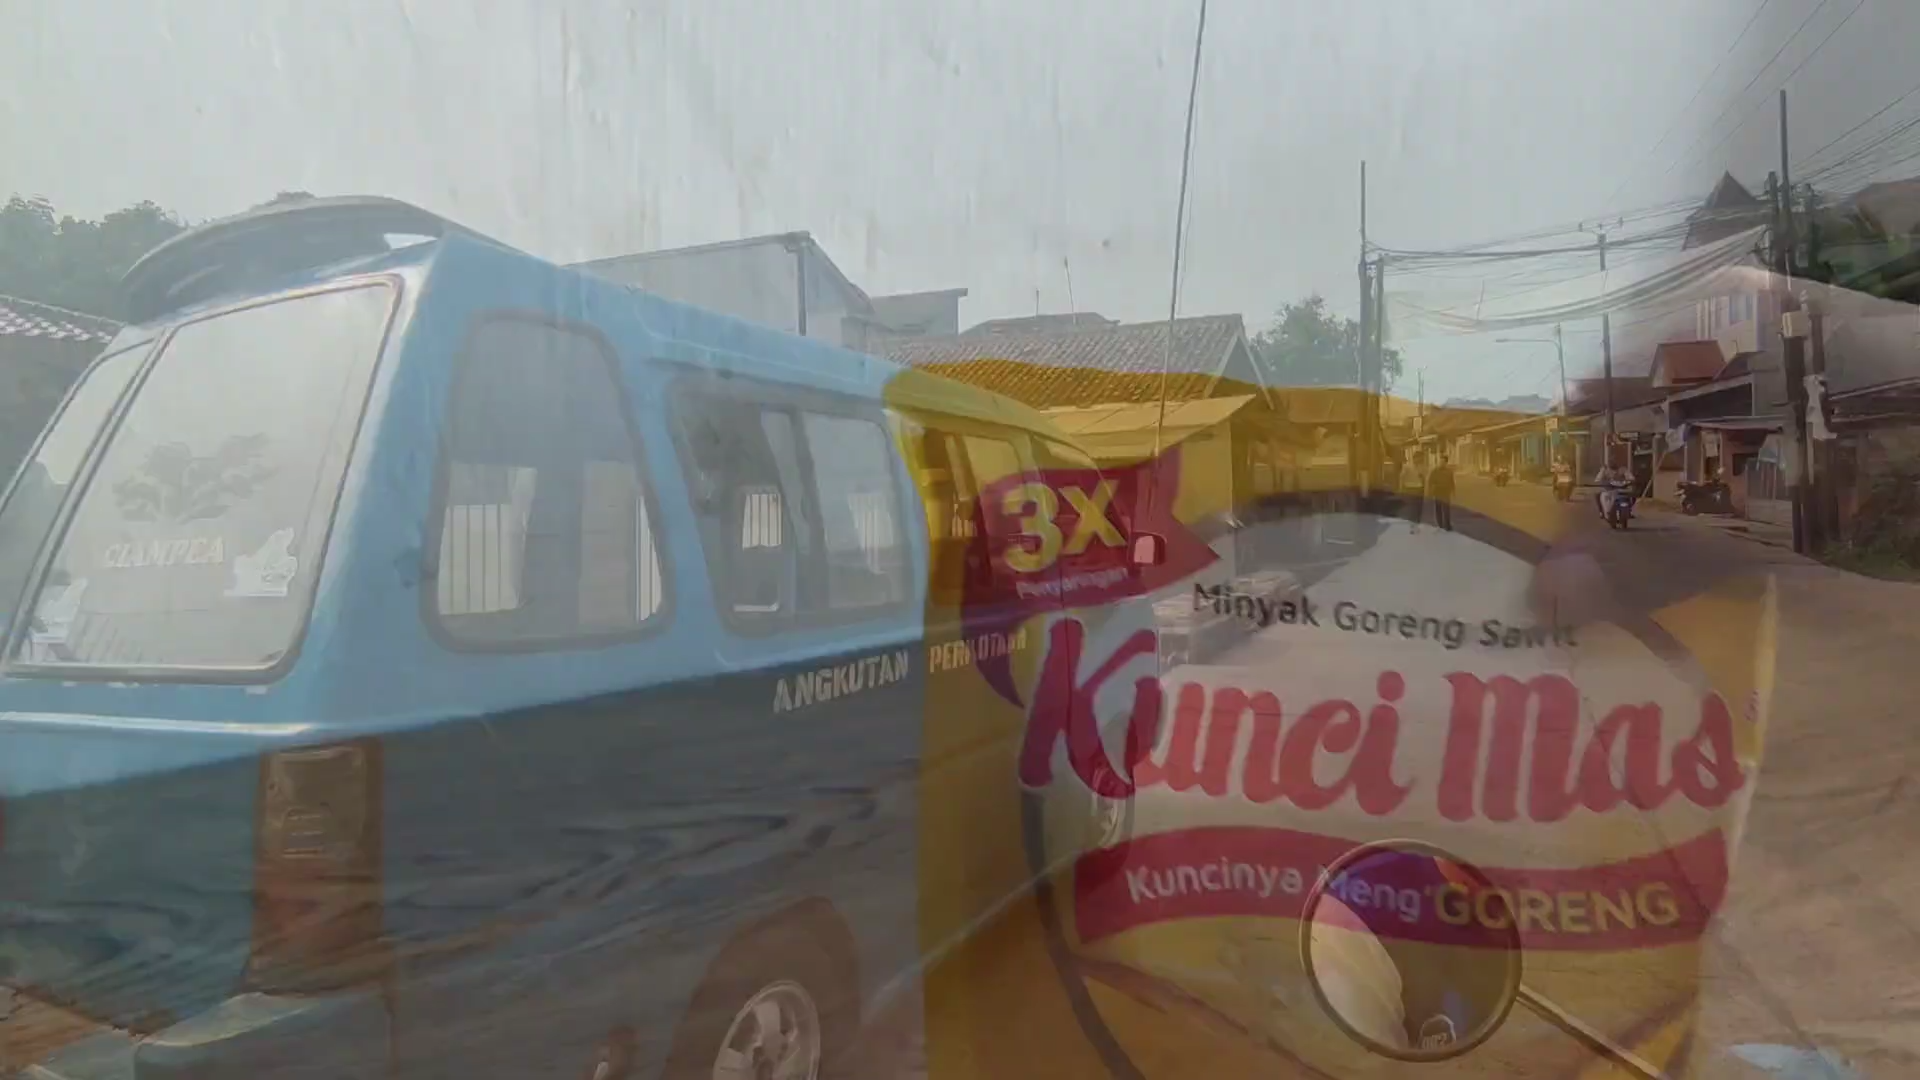 CIAMPEA
ANGKUTAN PERKOTAAN
3X
Penyaringan
Minyak Goreng Sawit
Kunci Mas
Kuncinya Meng'GORENG